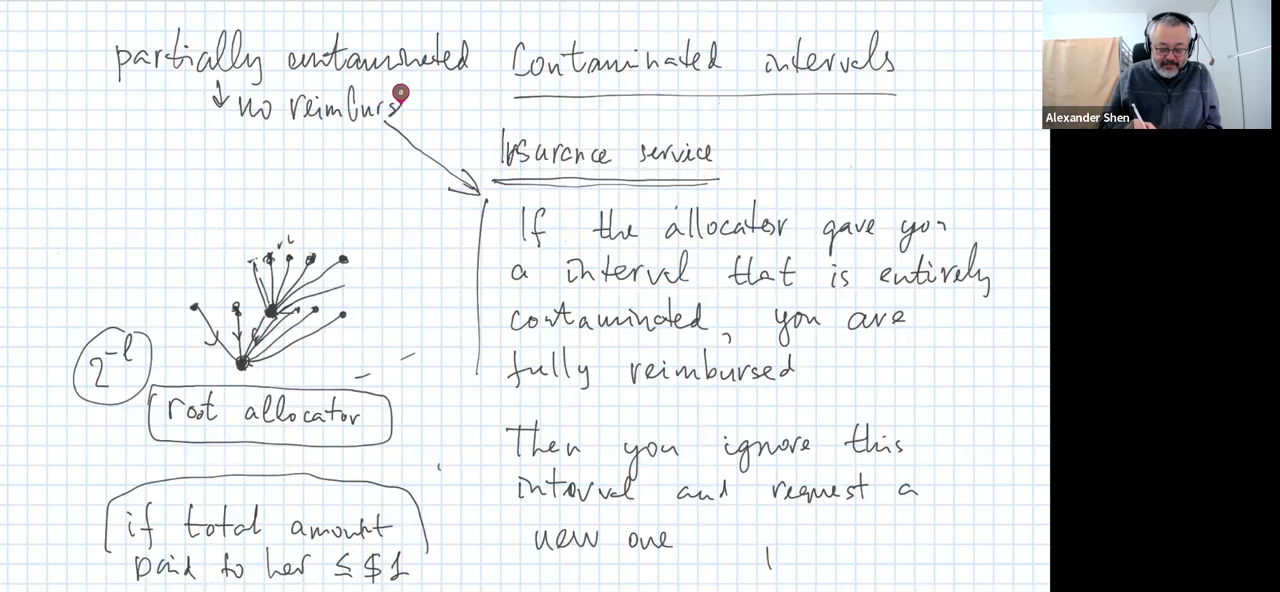 partially contaminated
↓ no reimburs
Contaminated intervals
Insurance service
If the allocator gave you
a interval that is entirely
contaminated, you are
fully reimbursed
Then you ignore this
interval and request a
new one
2^-l
root allocator
if total amount
paid to her ≤ $1
Alexander Shen